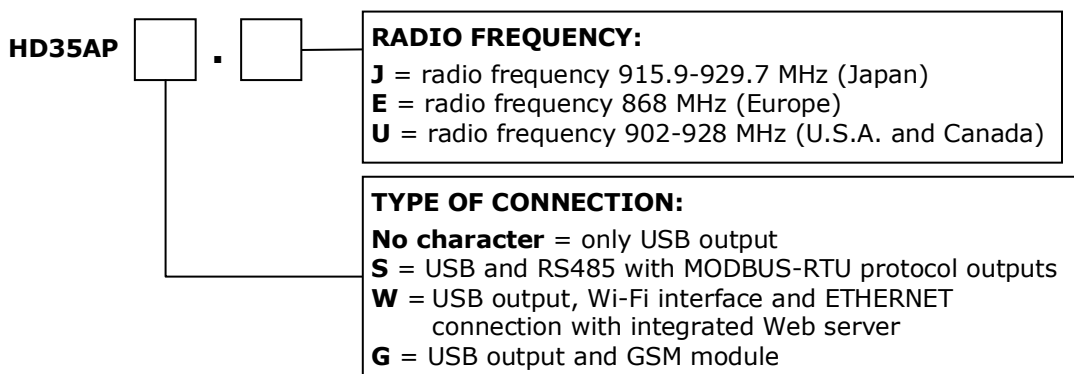 HD35AP .
RADIO FREQUENCY:
J = radio frequency 915.9-929.7 MHz (Japan)
E = radio frequency 868 MHz (Europe)
U = radio frequency 902-928 MHz (U.S.A. and Canada)
TYPE OF CONNECTION:
No character = only USB output
S = USB and RS485 with MODBUS-RTU protocol outputs
W = USB output, Wi-Fi interface and ETHERNET
connection with integrated Web server
G = USB output and GSM module